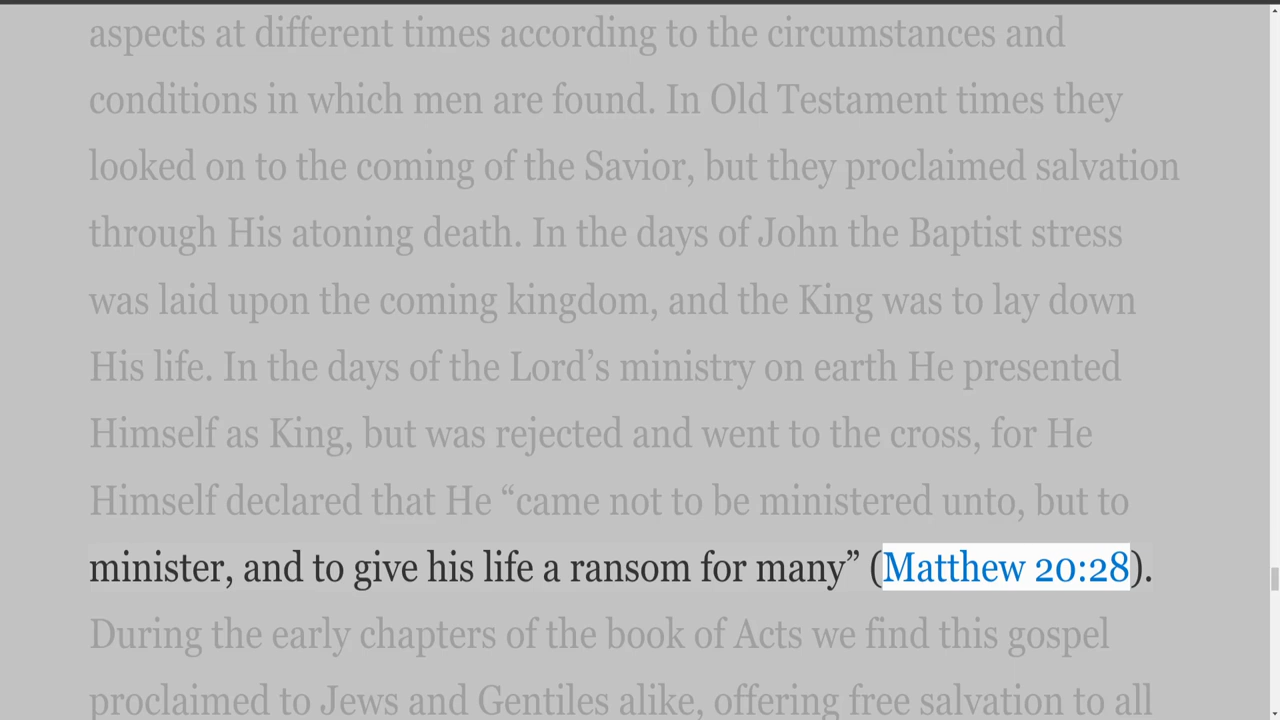 aspects at different times according to the circumstances and
conditions in which men are found. In Old Testament times they
looked on to the coming of the Savior, but they proclaimed salvation
through His atoning death. In the days of John the Baptist stress
was laid upon the coming kingdom, and the King was to lay down
His life. In the days of the Lord’s ministry on earth He presented
Himself as King, but was rejected and went to the cross, for He
Himself declared that He “came not to be ministered unto, but to
minister, and to give his life a ransom for many” (Matthew 20:28).
During the early chapters of the book of Acts we find this gospel
proclaimed to Jews and Gentiles alike, offering free salvation to all